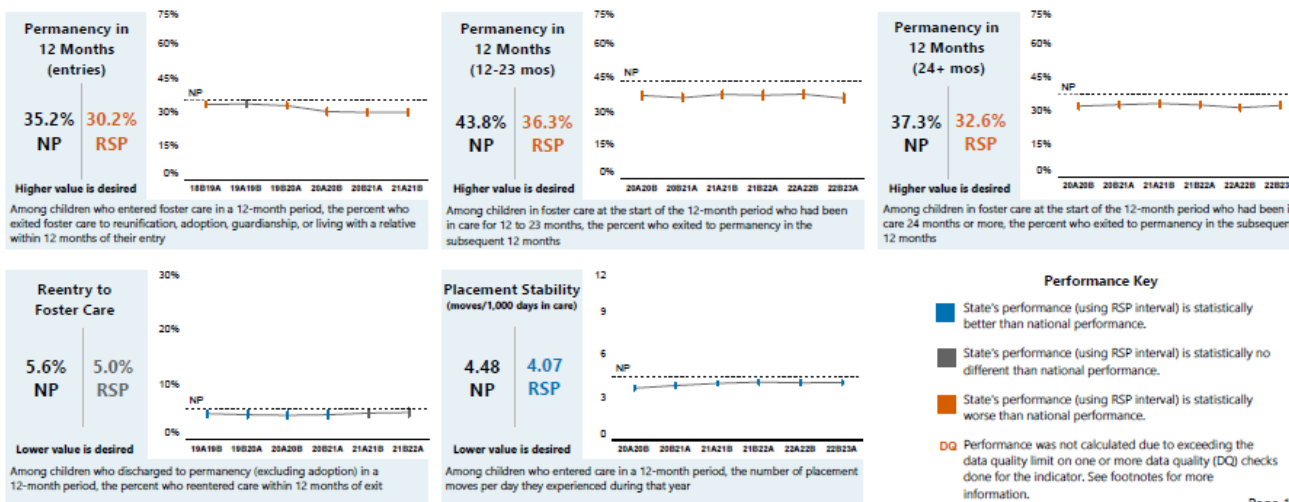 Permanency in
12 Months
(entries)
35.2% 30.2%
NP RSP
Higher value is desired
75%
60%
45%
NP
30%
15%
0%
18B19A 19A19B 19B20A 20A20B 20B21A 21A21B
Among children who entered foster care in a 12-month period, the percent who
exited foster care to reunification, adoption, guardianship, or living with a relative
within 12 months of their entry
Permanency in
12 Months
(12-23 mos)
43.8% 36.3%
NP RSP
Higher value is desired
75%
60%
45%
NP
30%
15%
0%
20A20B 20B21A 21A21B 21B22A 22A22B 22B23A
Among children in foster care at the start of the 12-month period who had been
in care for 12 to 23 months, the percent who exited to permanency in the
subsequent 12 months
Permanency in
12 Months
(24+ mos)
37.3% 32.6%
NP RSP
Higher value is desired
75%
60%
45%
NP
30%
15%
0%
20A20B 20B21A 21A21B 21B22A 22A22B 22B23
Among children in foster care at the start of the 12-month period who had been i
care 24 months or more, the percent who exited to permanency in the subsequen
12 months
Reentry to
Foster Care
5.6% 5.0%
NP RSP
Lower value is desired
30%
20%
10%
NP
0%
19A19B 19B20A 20A20B 20B21A 21A21B 21B22A
Among children who discharged to permanency (excluding adoption) in a
12-month period, the percent who reentered care within 12 months of exit
Placement Stability
(moves/1,000 days in care)
4.48 4.07
NP RSP
Lower value is desired
12
9
6
NP
3
0
20A20B 20B21A 21A21B 21B22A 22A22B 22B23A
Among children who entered care in a 12-month period, the number of placement
moves per day they experienced during that year
Performance Key
State's performance (using RSP interval) is statistically
better than national performance.
State's performance (using RSP interval) is statistically no
different than national performance.
State's performance (using RSP interval) is statistically
worse than national performance.
DQ Performance was not calculated due to exceeding the
data quality limit on one or more data quality (DQ) checks
done for the indicator. See footnotes for more
information.